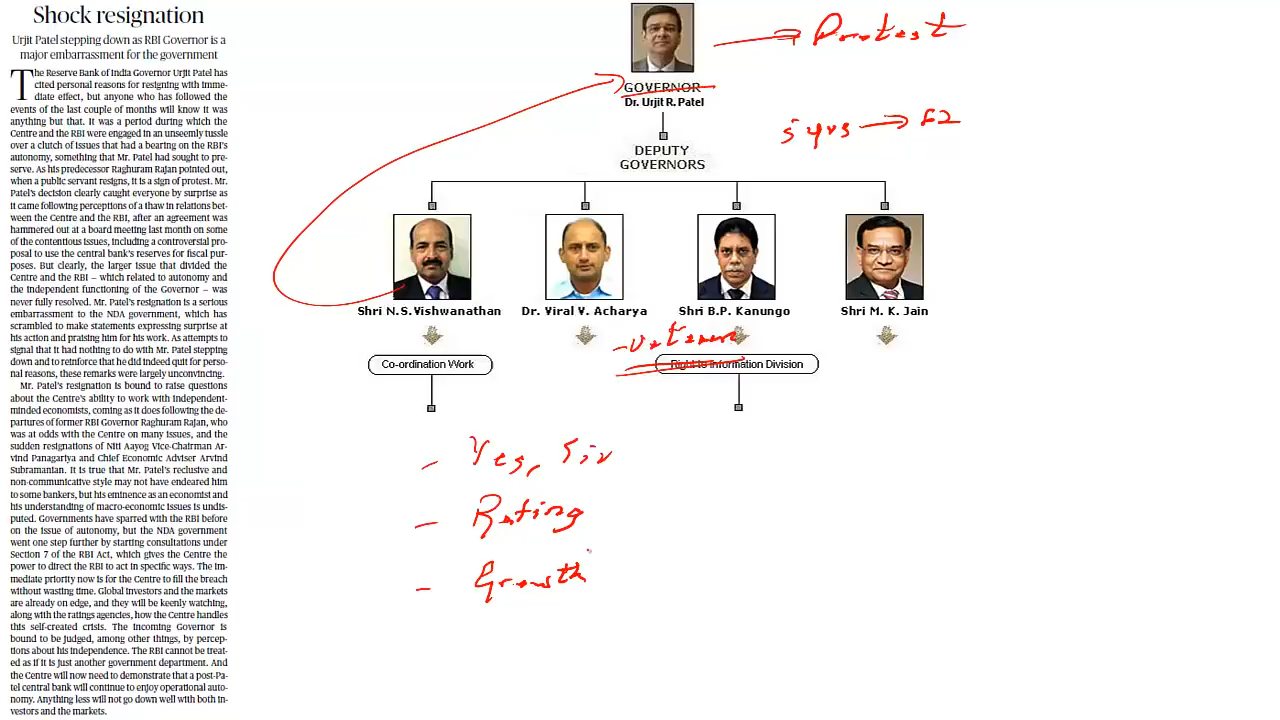 Shock resignation
Urjit Patel stepping down as RBI Governor is a
major embarrassment for the government
The Reserve Bank of India Governor Urjit Patel has
cited personal reasons for resigning with imme-
diate effect, but anyone who has followed the
events of the last couple of months will know it was
anything but that. It was a period during which the
Centre and the RBI were engaged in an unseemly tussle
over a clutch of issues that had a bearing on the RBI's
autonomy, something that Mr. Patel had sought to pre-
serve. As his predecessor Raghuram Rajan pointed out,
when a public servant resigns, it is a sign of protest. Mr.
Patel's decision clearly caught everyone by surprise as
it came following perceptions of a thaw in relations bet-
ween the Centre and the RBI, after an agreement was
hammered out at a board meeting last month on some
of the contentious issues, including a controversial pro-
posal to use the central bank's reserves for fiscal pur-
poses. But clearly, the larger issue that divided the
Centre and the RBI – which related to autonomy and
the independent functioning of the Governor – was
never fully resolved. Mr. Patel's resignation is a serious
embarrassment to the NDA government, which has
scrambled to make statements expressing surprise at
his action and praising him for his work. As attempts to
signal that it had nothing to do with Mr. Patel stepping
down and to reinforce that he did indeed quit for perso-
nal reasons, these remarks were largely unconvincing.
Mr. Patel's resignation is bound to raise questions
about the Centre's ability to work with independent-
minded economists, coming as it does following the de-
partures of former RBI Governor Raghuram Rajan, who
was at odds with the Centre on many issues, and the
sudden resignations of Niti Aayog Vice-Chairman Ar-
vind Panagariya and Chief Economic Adviser Arvind
Subramanian. It is true that Mr. Patel's reclusive and
non-communicative style may not have endeared him
to some bankers, but his eminence as an economist and
his understanding of macro-economic issues is undis-
puted. Governments have sparred with the RBI before
on the issue of autonomy, but the NDA government
went one step further by starting consultations under
Section 7 of the RBI Act, which gives the Centre the
power to direct the RBI to act in specific ways. The im-
mediate priority now is for the Centre to fill the breach
without wasting time. Global investors and the markets
are already on edge, and they will be keenly watching,
along with the ratings agencies, how the Centre handles
this self-created crisis. The incoming Governor is
bound to be judged, among other things, by percep-
tions about his independence. The RBI cannot be treat-
ed as if it is just another government department. And
the Centre will now need to demonstrate that a post-Pa-
tel central bank will continue to enjoy operational auto-
nomy. Anything less will not go down well with both in-
vestors and the markets.
Protest
GOVERNOR
Dr. Urjit R. Patel
5 yrs → 62
DEPUTY
GOVERNORS
Shri N.S.Vishwanathan
Dr. Viral V. Acharya
Shri B.P. Kanungo
Shri M. K. Jain
Co-ordination Work
Right to Information Division
- Yes, Sir
- Rating
- Growth